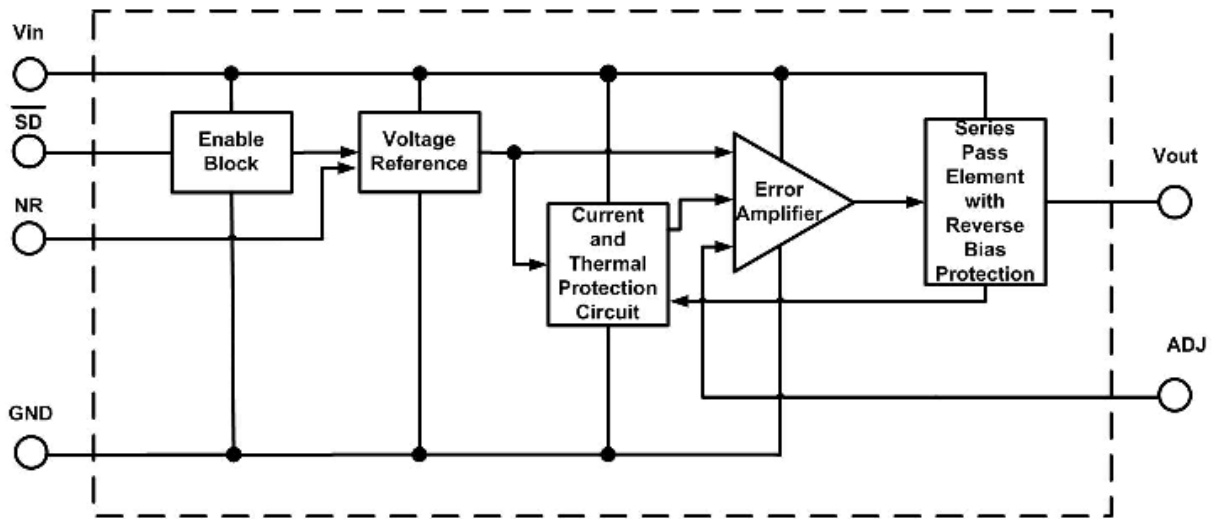 Vin
SD
NR
GND
Enable
Block
Voltage
Reference
Current
and
Thermal
Protection
Circuit
Error
Amplifier
Series
Pass
Element
with
Reverse
Bias
Protection
Vout
ADJ